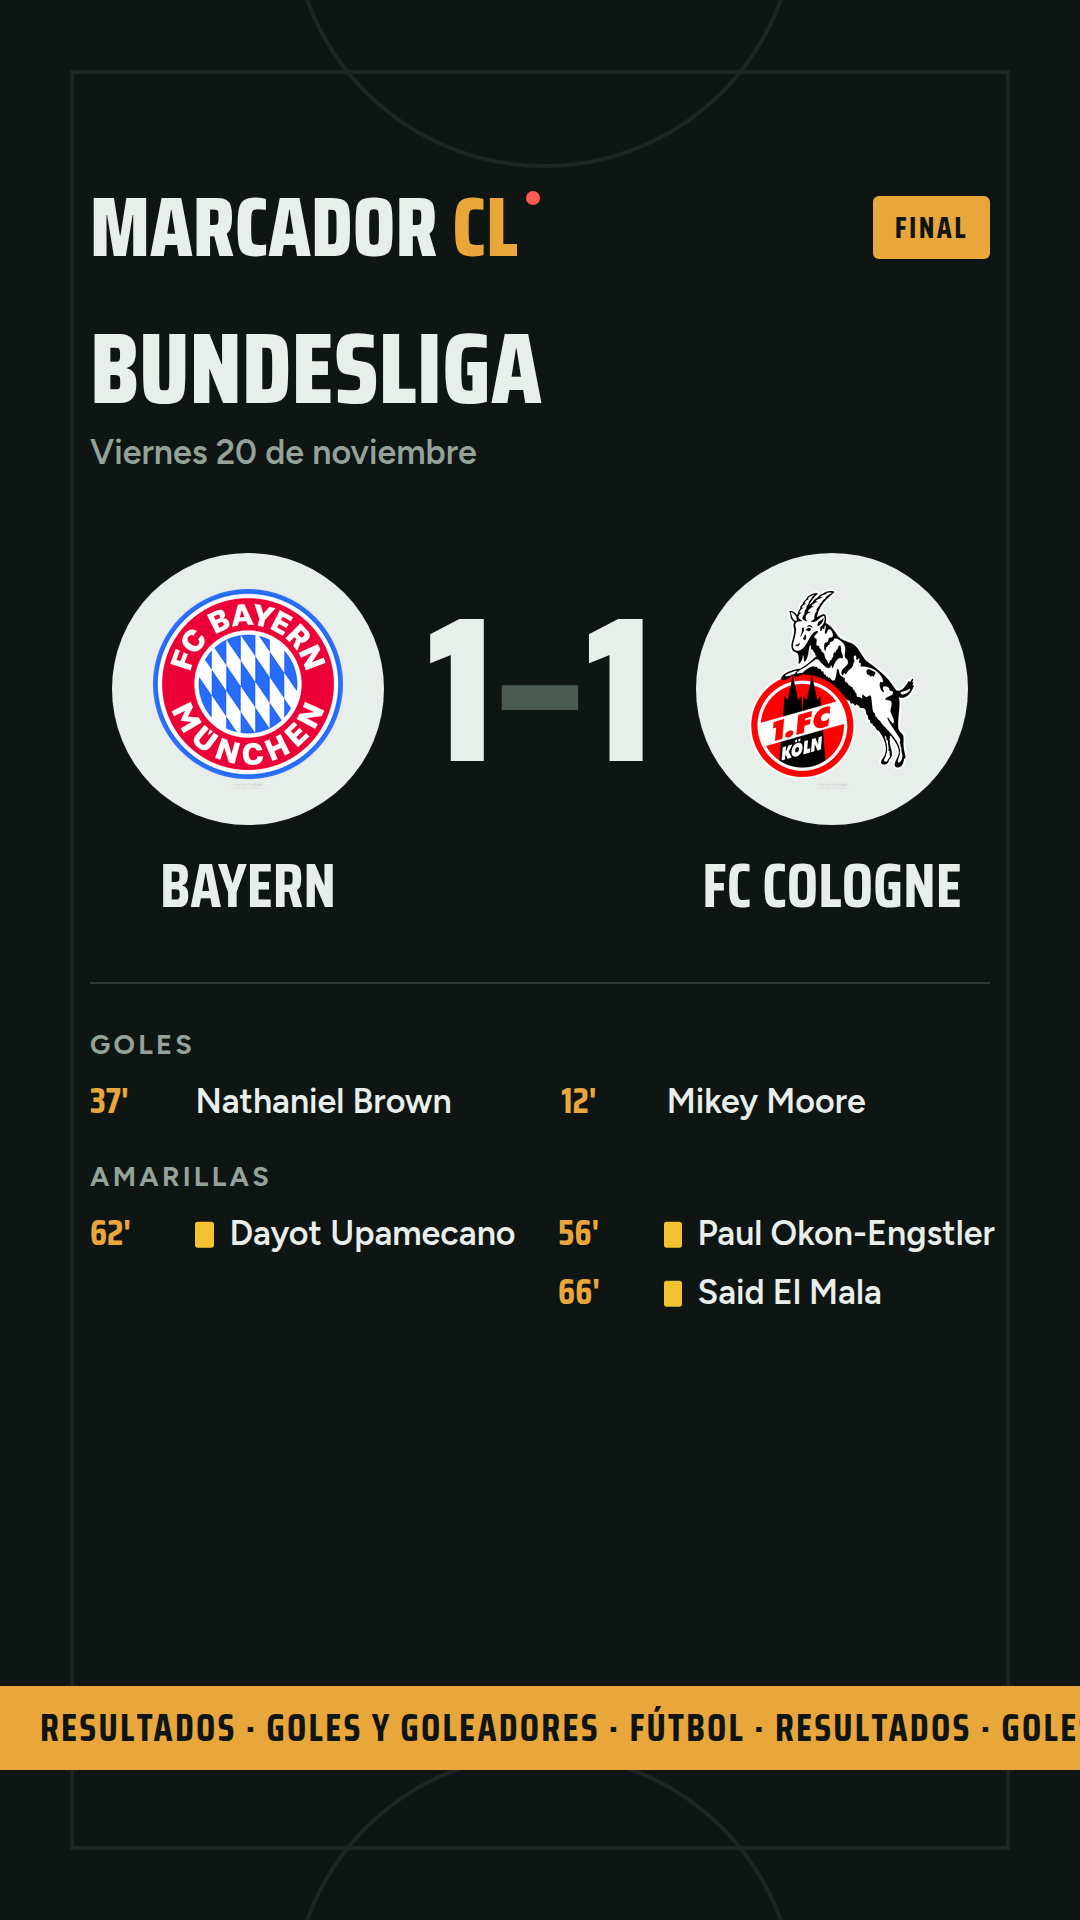 MARCADOR CL
FINAL
BUNDESLIGA
Viernes 20 de noviembre
FC BAYERN
MÜNCHEN
1-1
1.FC
KÖLN
BAYERN
FC COLOGNE
GOLES
37' Nathaniel Brown
12' Mikey Moore
AMARILLAS
62' Dayot Upamecano
56' Paul Okon-Engstler
66' Said El Mala
RESULTADOS · GOLES Y GOLEADORES · FÚTBOL · RESULTADOS · GOLES